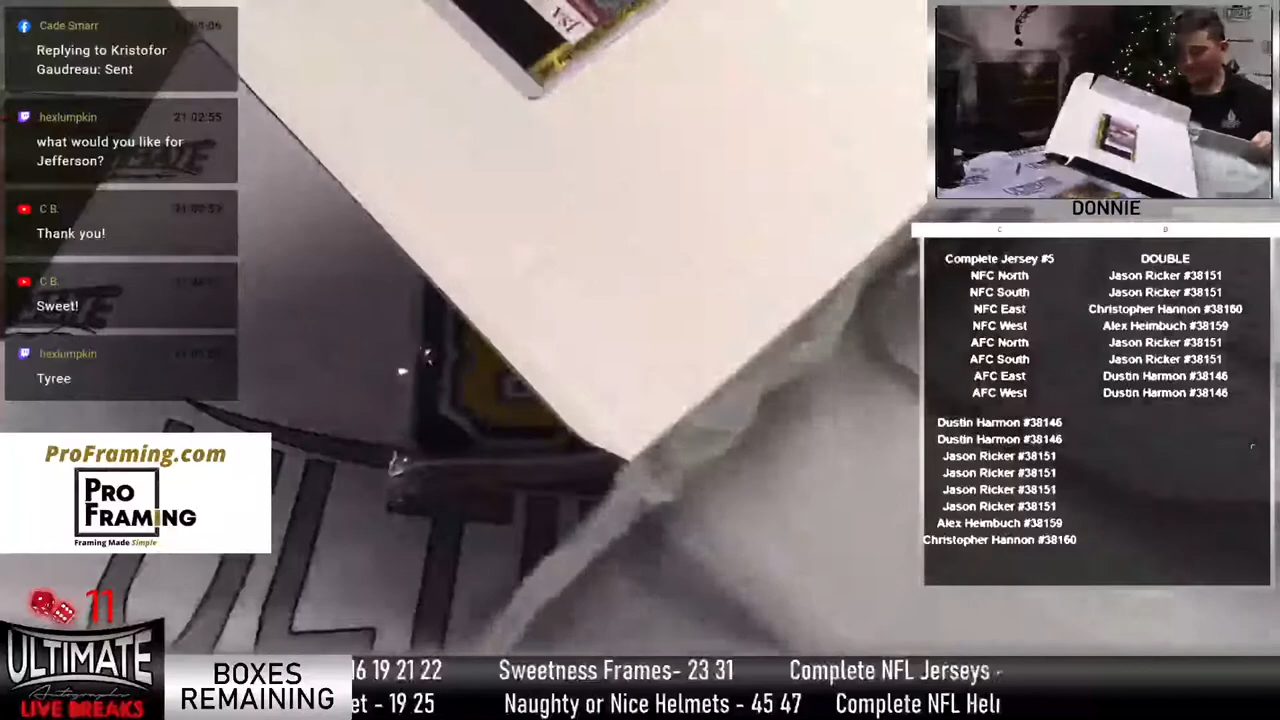 Cade Smarr
Replying to Kristofor
Gaudreau: Sent
hexlumpkin 21:02:55
what would you like for
Jefferson?
C B.
Thank you!
C B.
Sweet!
hexlumpkin
Tyree
ProFraming.com
PRO
FRAMING
Framing Made Simple
11
ULTIMATE
Autographs
LIVE BREAKS
BOXES
REMAINING
16 19 21 22 Sweetness Frames- 23 31 Complete NFL Jerseys -
et - 19 25 Naughty or Nice Helmets - 45 47 Complete NFL Hel
DONNIE
C D
Complete Jersey #5 DOUBLE
NFC North Jason Ricker #38151
NFC South Jason Ricker #38151
NFC East Christopher Hannon #38160
NFC West Alex Heimbuch #38159
AFC North Jason Ricker #38151
AFC South Jason Ricker #38151
AFC East Dustin Harmon #38146
AFC West Dustin Harmon #38146
Dustin Harmon #38146
Dustin Harmon #38146
Jason Ricker #38151
Jason Ricker #38151
Jason Ricker #38151
Jason Ricker #38151
Alex Heimbuch #38159
Christopher Hannon #38160